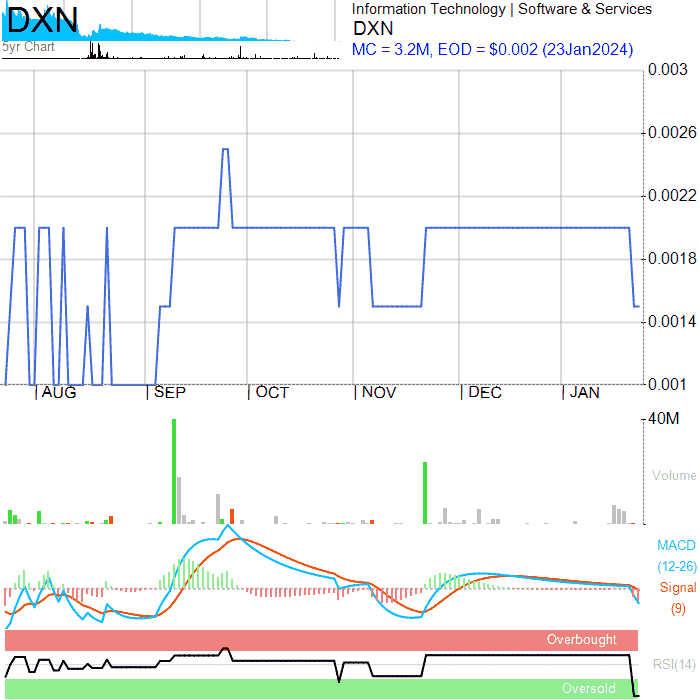 DXN
5yr Chart
Information Technology | Software & Services
DXN
MC = 3.2M, EOD = $0.002 (23Jan2024)
0.003
0.0026
0.0022
0.0018
0.0014
0.001
AUG SEP OCT NOV DEC JAN
40M
Volume
MACD
(12-26)
Signal
(9)
Overbought
RSI(14)
Oversold